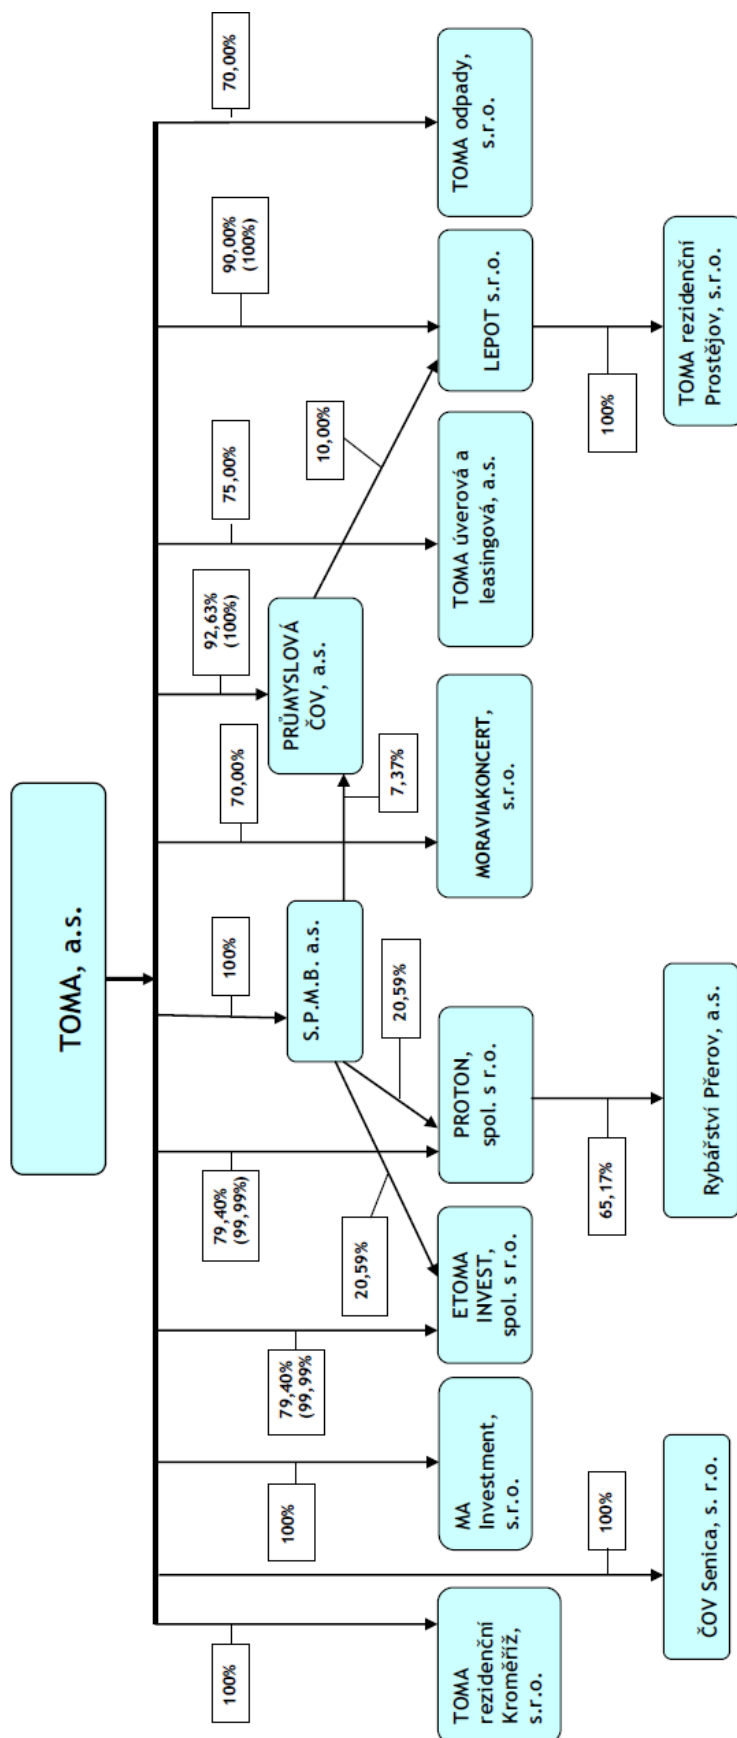 TOMA, a.s.
100%
100%
79,40%
(99,99%)
79,40%
(99,99%)
100%
70,00%
92,63%
(100%)
75,00%
90,00%
(100%)
70,00%
S.P.M.B. a.s.
PRŮMYSLOVÁ
ČOV, a.s.
20,59%
20,59%
7,37%
10,00%
TOMA
rezidenční
Kroměříž,
s.r.o.
MA
Investment,
s.r.o.
ETOMA
INVEST,
spol. s r.o.
PROTON,
spol. s r.o.
MORAVIAKONCERT,
s.r.o.
TOMA úverová a
leasingová, a.s.
LEPOT s.r.o.
TOMA odpady,
s.r.o.
100%
65,17%
100%
ČOV Senica, s. r.o.
Rybářství Přerov, a.s.
TOMA rezidenční
Prostějov, s.r.o.